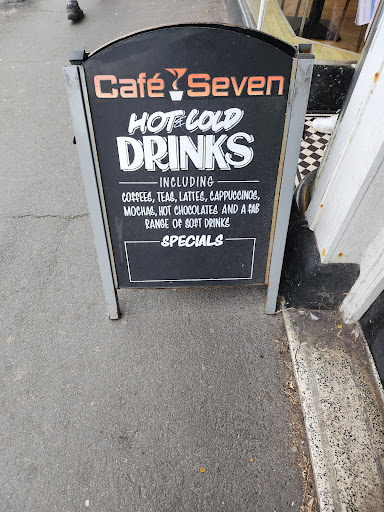 Café Seven
HOT & COLD
DRINKS
INCLUDING
COFFEES, TEAS, LATTES, CAPPUCCINOS,
MOCHAS, HOT CHOCOLATES AND A FAB
RANGE OF SOFT DRINKS
SPECIALS